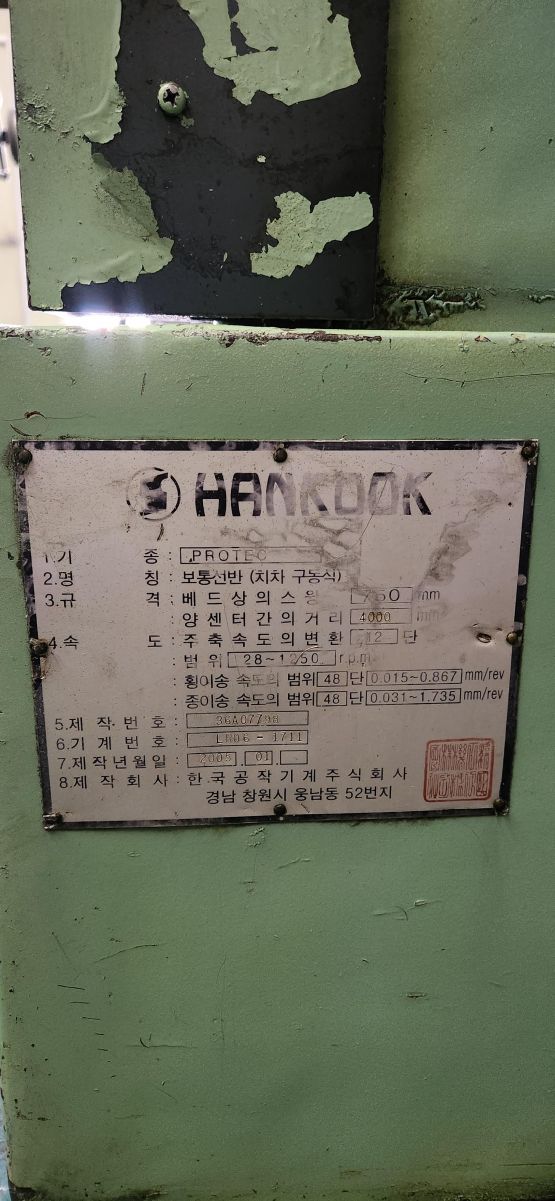 HANKOOK
1.기 종 : PROTEC
2.명 칭 : 보통선반 (치차 구동식)
3.규 격 : 베드상의스윙 750 mm
양센터간의거리 4000 mm
4.속 도 : 주축속도의변환 12 단
범위 28~1250 r.p.m
횡이송 속도의 범위 48 단 0.015~0.867 mm/rev
종이송 속도의 범위 48 단 0.031~1.735 mm/rev
5.제작번호 : 36A07798
6.기계번호 : LR06-1711
7.제작년월일 : 2005. 01.
8.제작회사 : 한국공작기계주식회사
경남 창원시 웅남동 52번지